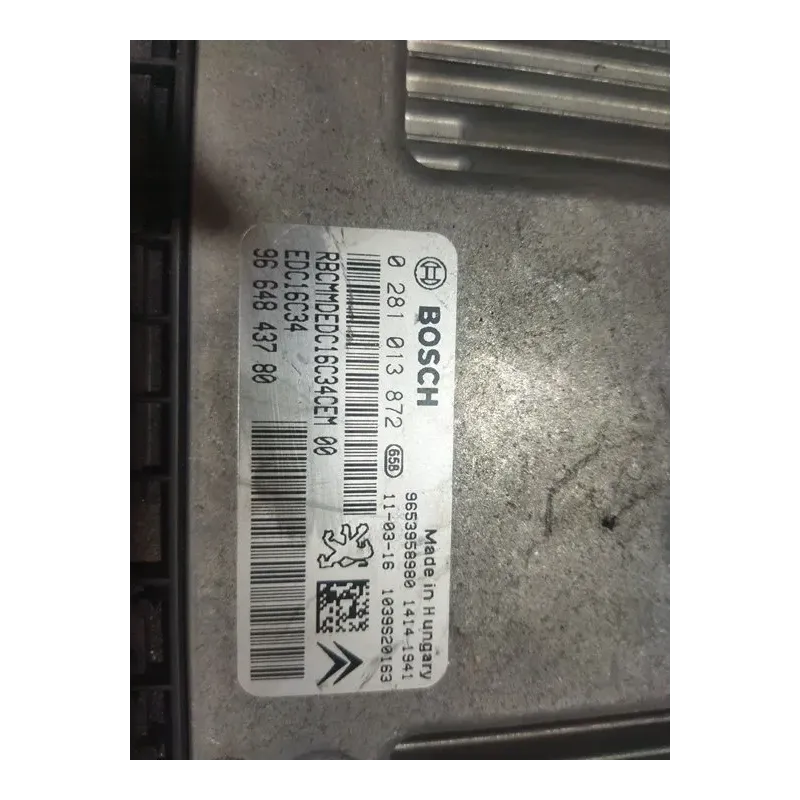 BOSCH
Made in Hungary
0 281 013 872 65B
9653958980 1414 1941
11-03-16 1039S20163
RBCMMDEDC16C34CEM 00
EDC16C34
96 648 437 80